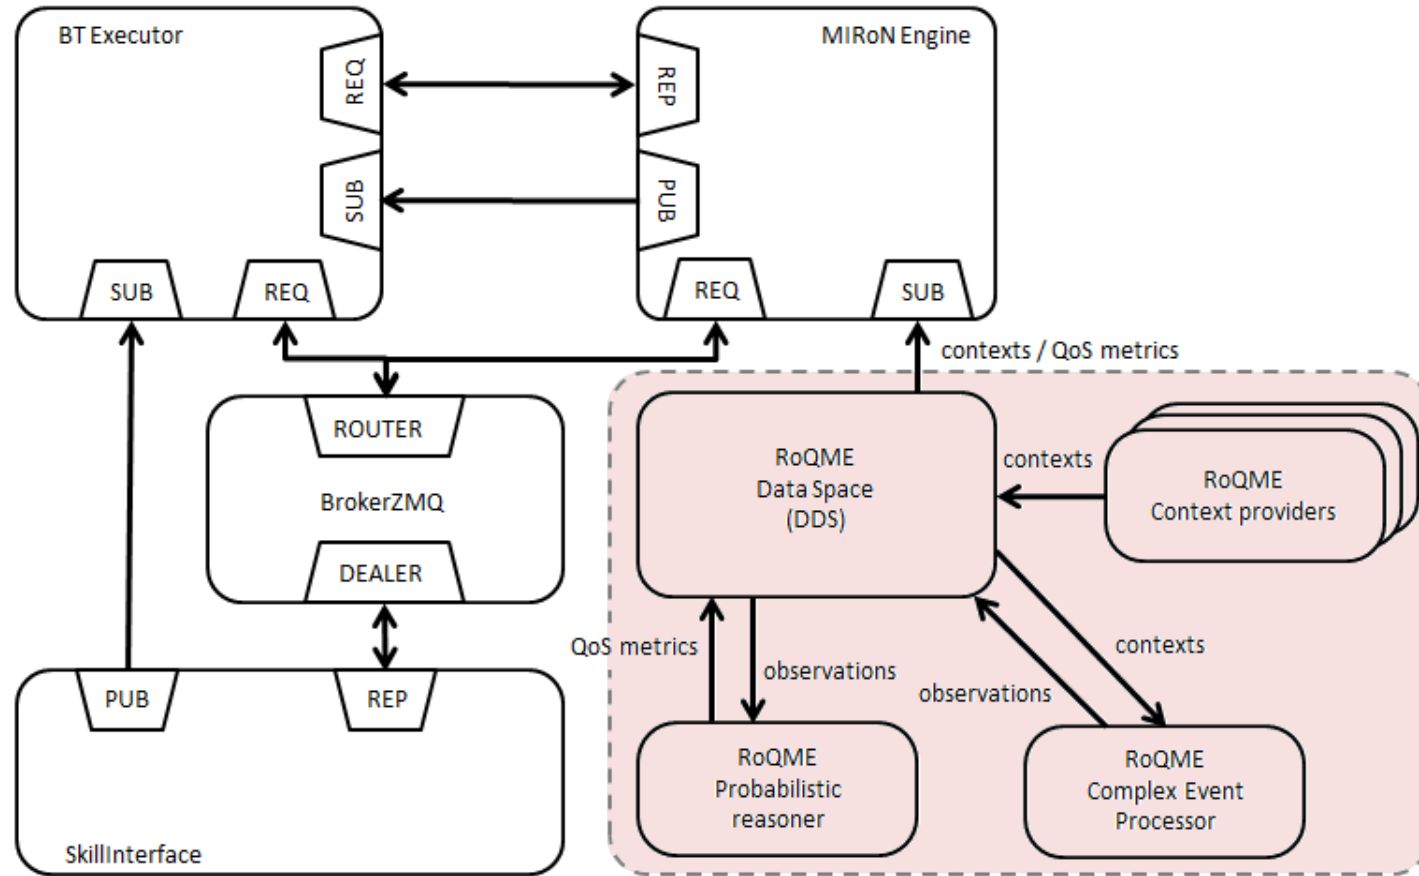 BT Executor
MIRoN Engine
REQ
REP
SUB
PUB
SUB
REQ
REQ
SUB
contexts / QoS metrics
ROUTER
BrokerZMQ
DEALER
RoQME
Data Space
(DDS)
contexts
RoQME
Context providers
QoS metrics
observations
observations
contexts
PUB
REP
SkillInterface
RoQME
Probabilistic
reasoner
RoQME
Complex Event
Processor